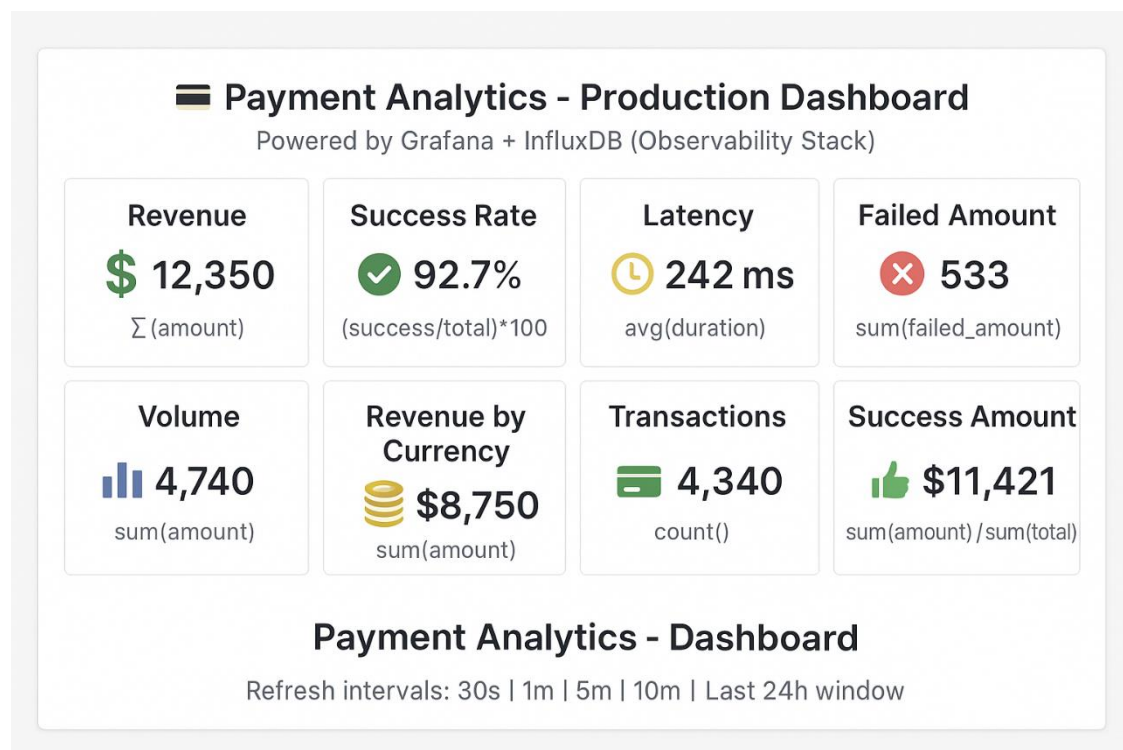 Payment Analytics - Production Dashboard
Powered by Grafana + InfluxDB (Observability Stack)
Revenue
$ 12,350
Σ(amount)
Success Rate
92.7%
(success/total)*100
Latency
242 ms
avg(duration)
Failed Amount
533
sum(failed_amount)
Volume
4,740
sum(amount)
Revenue by
Currency
$8,750
sum(amount)
Transactions
4,340
count()
Success Amount
$11,421
sum(amount)/sum(total)
Payment Analytics - Dashboard
Refresh intervals: 30s | 1m | 5m | 10m | Last 24h window